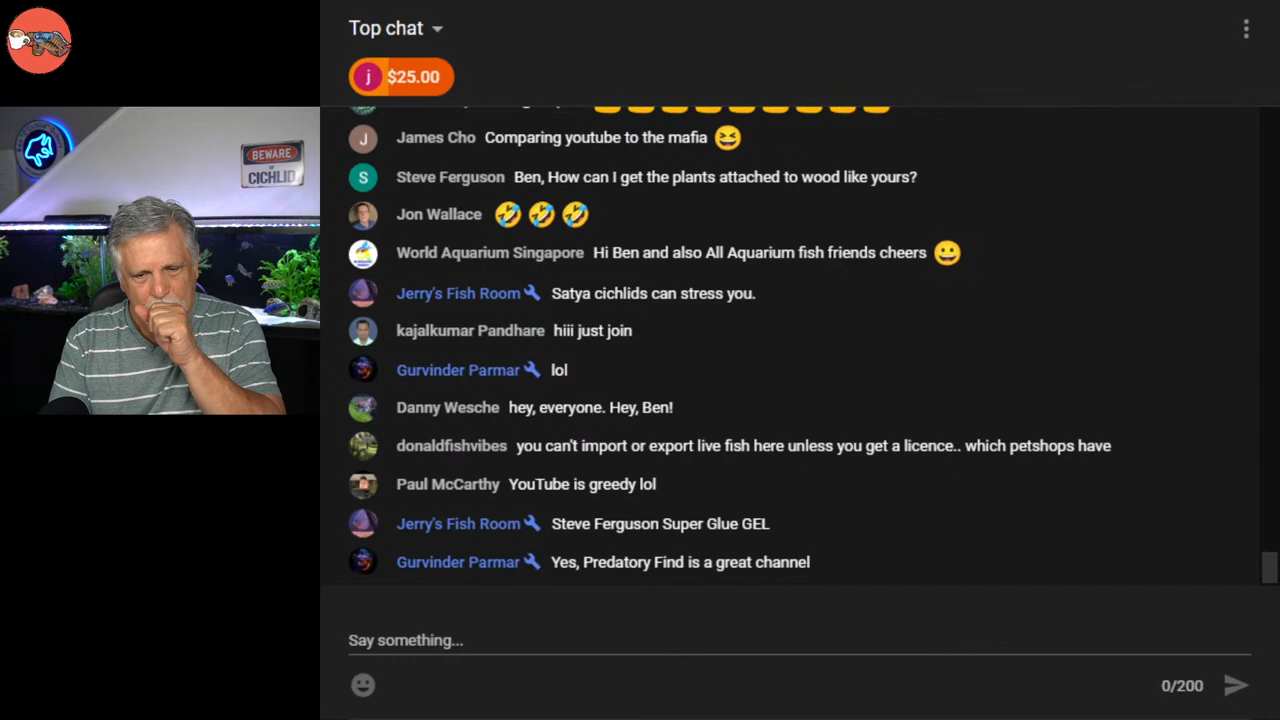 Top chat
j $25.00
James Cho Comparing youtube to the mafia
S Steve Ferguson Ben, How can I get the plants attached to wood like yours?
Jon Wallace
World Aquarium Singapore Hi Ben and also All Aquarium fish friends cheers
Jerry's Fish Room Satya cichlids can stress you.
kajalkumar Pandhare hiii just join
Gurvinder Parmar lol
Danny Wesche hey, everyone. Hey, Ben!
donaldfishvibes you can't import or export live fish here unless you get a licence.. which petshops have
Paul McCarthy YouTube is greedy lol
Jerry's Fish Room Steve Ferguson Super Glue GEL
Gurvinder Parmar Yes, Predatory Find is a great channel
Say something...
0/200
BEWARE
CICHLID